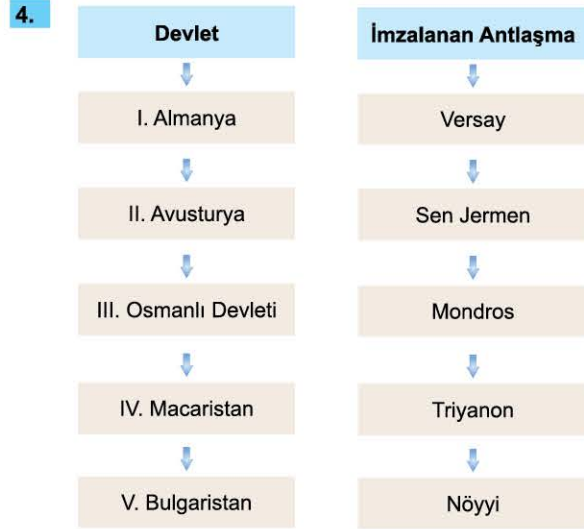 4.
Devlet
İmzalanan Antlaşma
I. Almanya
Versay
II. Avusturya
Sen Jermen
III. Osmanlı Devleti
Mondros
IV. Macaristan
Triyanon
V. Bulgaristan
Nöyyi